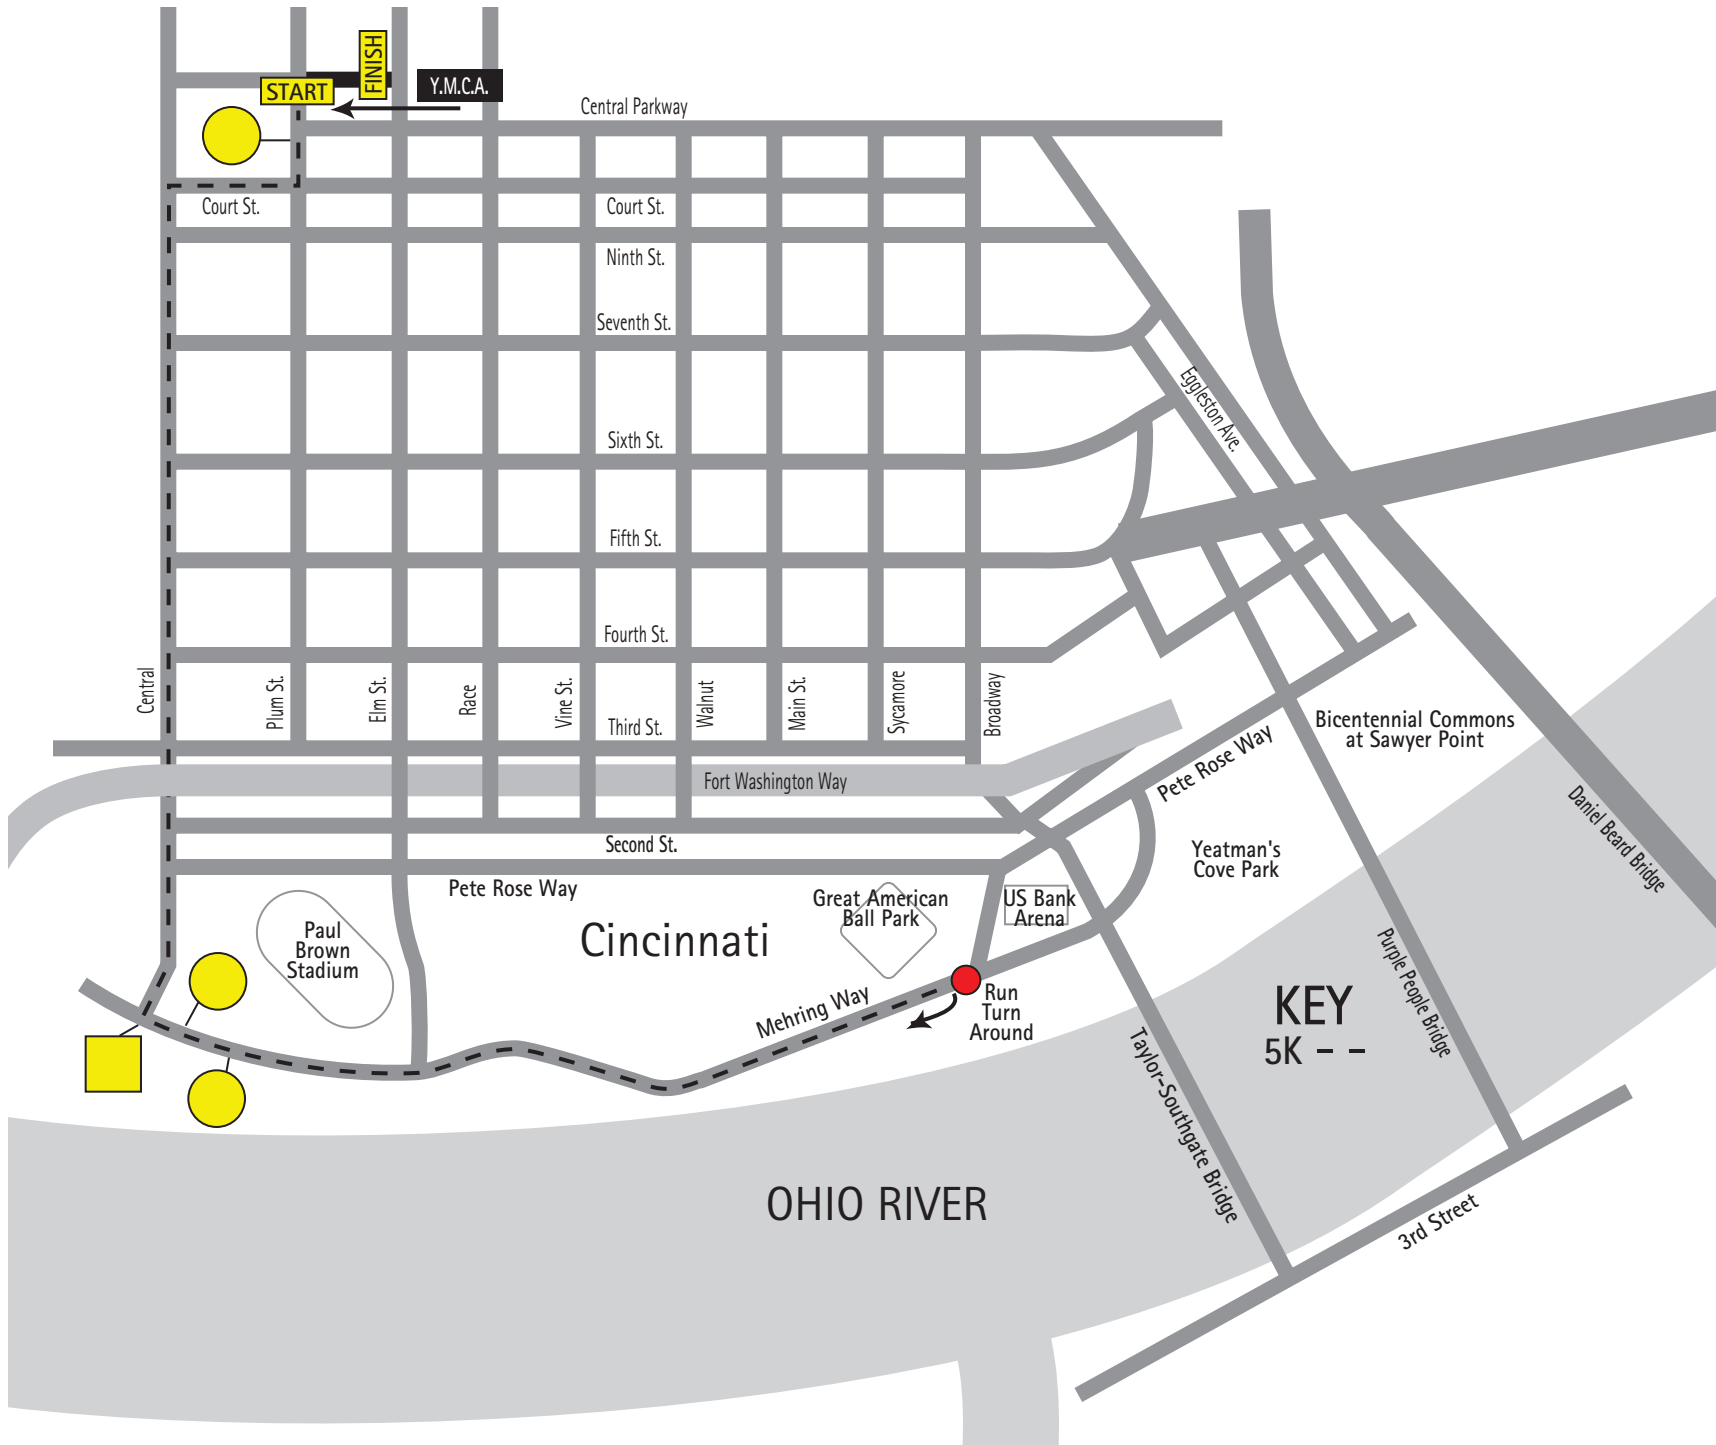 FINISH
START
Y.M.C.A.
Central Parkway
Court St.
Court St.
Ninth St.
Seventh St.
Eggleston Ave.
Sixth St.
Fifth St.
Fourth St.
Central
Plum St.
Elm St.
Race
Vine St.
Walnut
Main St.
Sycamore
Broadway
Third St.
Bicentennial Commons
at Sawyer Point
Fort Washington Way
Pete Rose Way
Daniel Beard Bridge
Second St.
Yeatman's
Cove Park
Pete Rose Way
Great American
Ball Park
US Bank
Arena
Paul
Brown
Stadium
Cincinnati
Purple People Bridge
Mehring Way
Run
Turn
Around
KEY
5K – –
Taylor-Southgate Bridge
OHIO RIVER
3rd Street